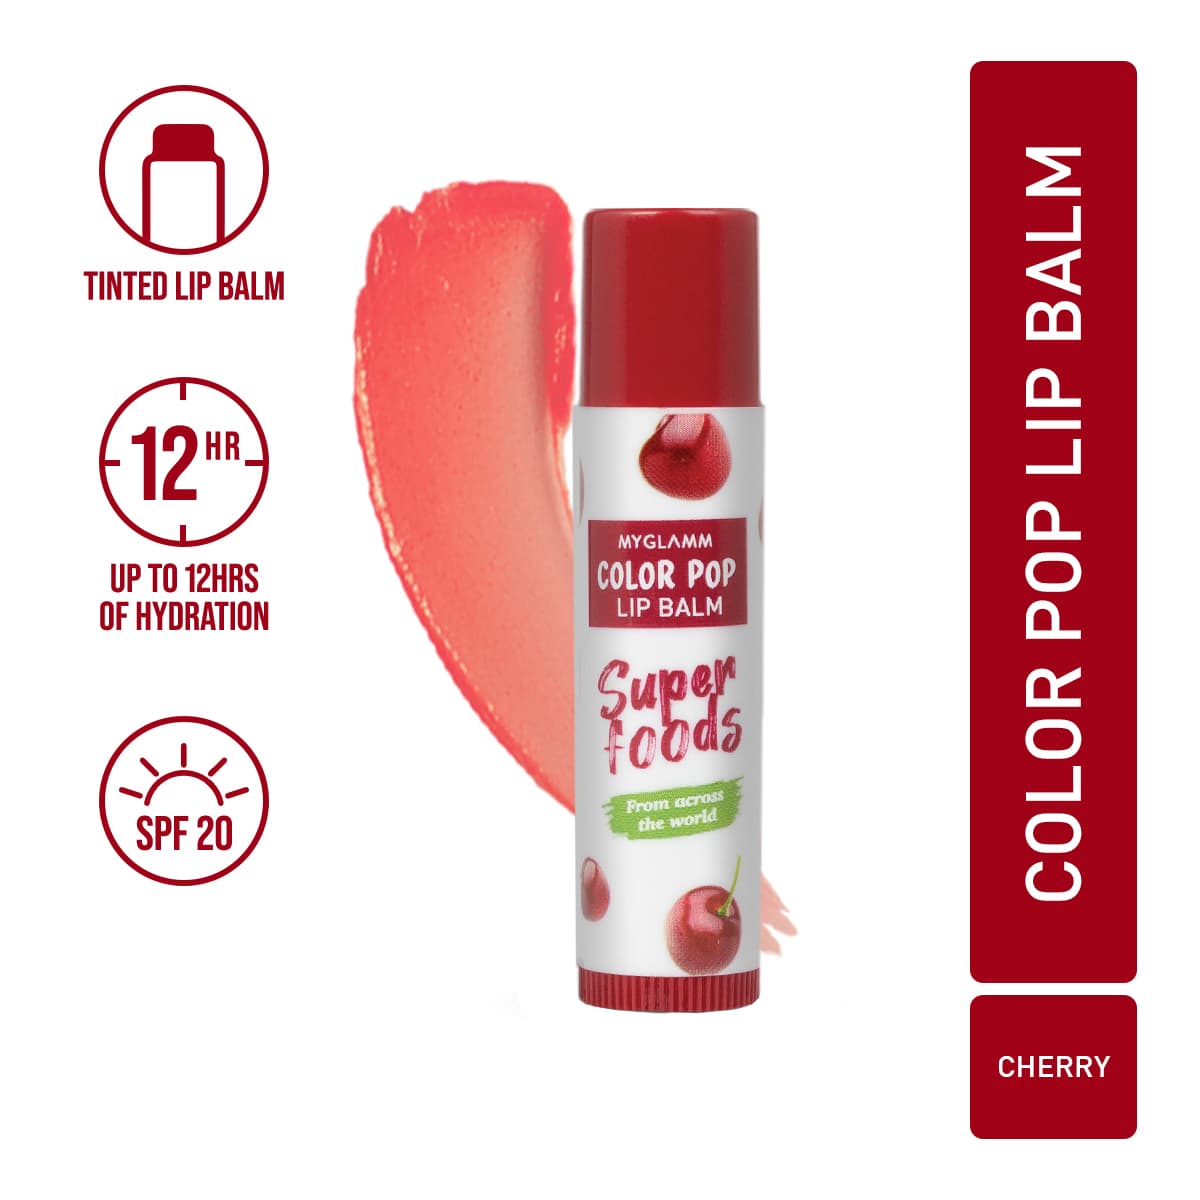 TINTED LIP BALM
12 HR
UP TO 12HRS
OF HYDRATION
SPF 20
MYGLAMM
COLOR POP
LIP BALM
Super
foods
From across
the world
COLOR POP LIP BALM
CHERRY